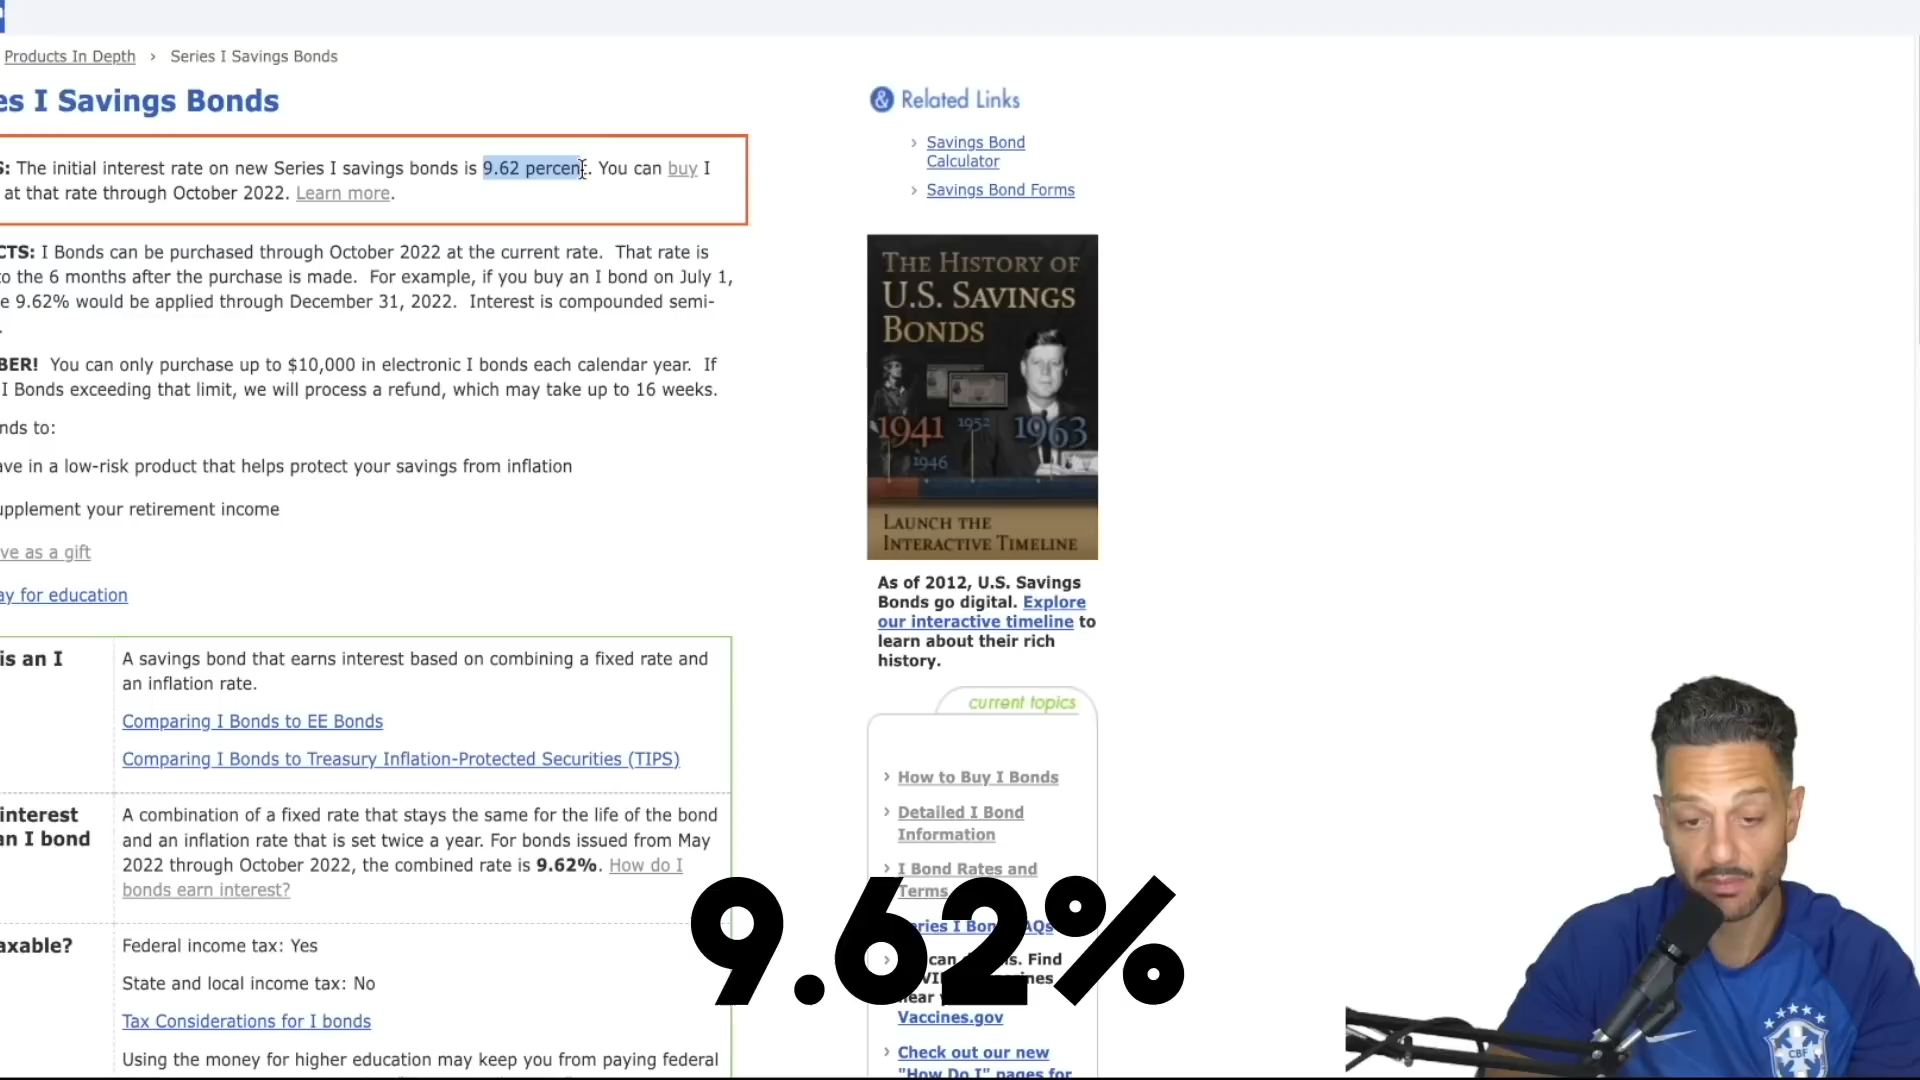 Products In Depth › Series I Savings Bonds
es I Savings Bonds
S: The initial interest rate on new Series I savings bonds is 9.62 percent. You can buy I
at that rate through October 2022. Learn more.
CTS: I Bonds can be purchased through October 2022 at the current rate. That rate is
to the 6 months after the purchase is made. For example, if you buy an I bond on July 1,
e 9.62% would be applied through December 31, 2022. Interest is compounded semi-
.
BER! You can only purchase up to $10,000 in electronic I bonds each calendar year. If
I Bonds exceeding that limit, we will process a refund, which may take up to 16 weeks.
nds to:
ave in a low-risk product that helps protect your savings from inflation
upplement your retirement income
ve as a gift
ay for education
is an I
A savings bond that earns interest based on combining a fixed rate and
an inflation rate.
Comparing I Bonds to EE Bonds
Comparing I Bonds to Treasury Inflation-Protected Securities (TIPS)
interest
an I bond
A combination of a fixed rate that stays the same for the life of the bond
and an inflation rate that is set twice a year. For bonds issued from May
2022 through October 2022, the combined rate is 9.62%. How do I
bonds earn interest?
axable?
Federal income tax: Yes
State and local income tax: No
Tax Considerations for I bonds
Using the money for higher education may keep you from paying federal
& Related Links
› Savings Bond
Calculator
› Savings Bond Forms
THE HISTORY OF
U.S. SAVINGS
BONDS
1941
1946
1952
1963
LAUNCH THE
INTERACTIVE TIMELINE
As of 2012, U.S. Savings
Bonds go digital. Explore
our interactive timeline to
learn about their rich
history.
current topics
› How to Buy I Bonds
› Detailed I Bond
Information
› I Bond Rates and
Terms
eries I Bon AQs
can s. Find
VI ines
near
Vaccines.gov
› Check out our new
"How Do I" pages for
9.62%
CBF